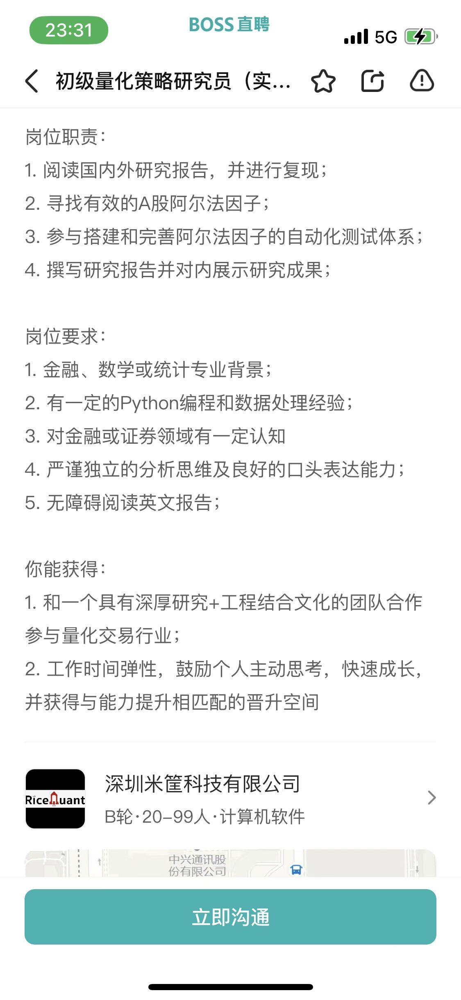 23:31
BOSS直聘
5G
初级量化策略研究员（实...
岗位职责：
1. 阅读国内外研究报告，并进行复现；
2. 寻找有效的A股阿尔法因子；
3. 参与搭建和完善阿尔法因子的自动化测试体系；
4. 撰写研究报告并对内展示研究成果；
岗位要求：
1. 金融、数学或统计专业背景；
2. 有一定的Python编程和数据处理经验；
3. 对金融或证券领域有一定认知
4. 严谨独立的分析思维及良好的口头表达能力；
5. 无障碍阅读英文报告；
你能获得：
1. 和一个具有深厚研究+工程结合文化的团队合作
参与量化交易行业；
2. 工作时间弹性，鼓励个人主动思考，快速成长，
并获得与能力提升相匹配的晋升空间
RiceQuant
深圳米筐科技有限公司
B轮·20-99人·计算机软件
中兴通讯股
份有限公司
立即沟通